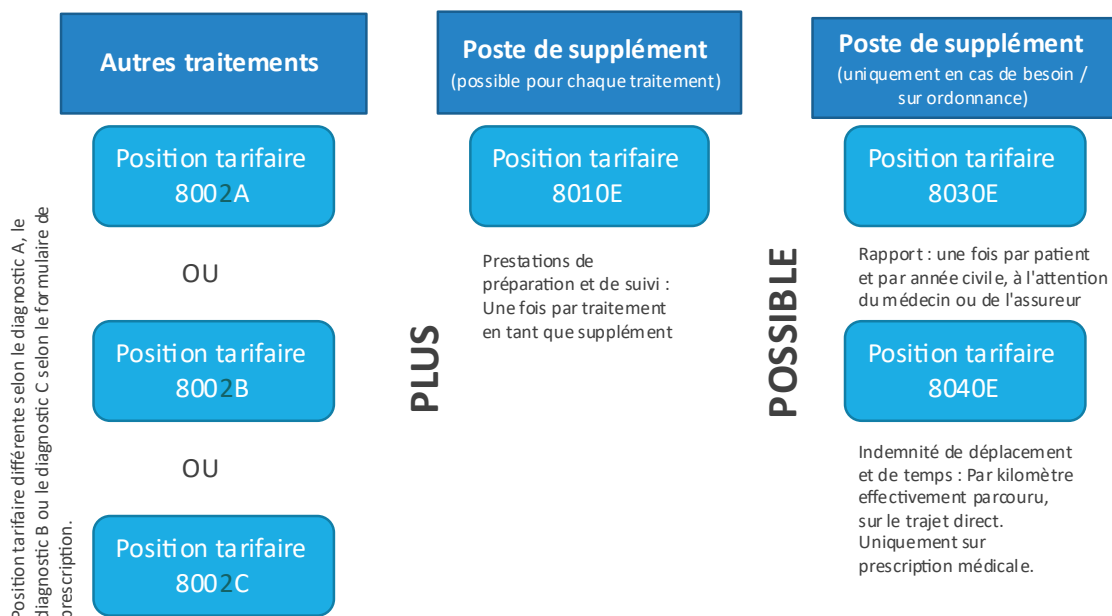 Autres traitements
Position tarifaire
8002A
OU
Position tarifaire
8002B
OU
Position tarifaire
8002C
Position tarifaire différente selon le diagnostic A, le
diagnostic B ou le diagnostic C selon le formulaire de
prescription.
PLUS
Poste de supplément
(possible pour chaque traitement)
Position tarifaire
8010E
Prestations de
préparation et de suivi :
Une fois par traitement
en tant que supplément
POSSIBLE
Poste de supplément
(uniquement en cas de besoin /
sur ordonnance)
Position tarifaire
8030E
Rapport : une fois par patient
et par année civile, à l'attention
du médecin ou de l'assureur
Position tarifaire
8040E
Indemnité de déplacement
et de temps : Par kilomètre
effectivement parcouru,
sur le trajet direct.
Uniquement sur
prescription médicale.